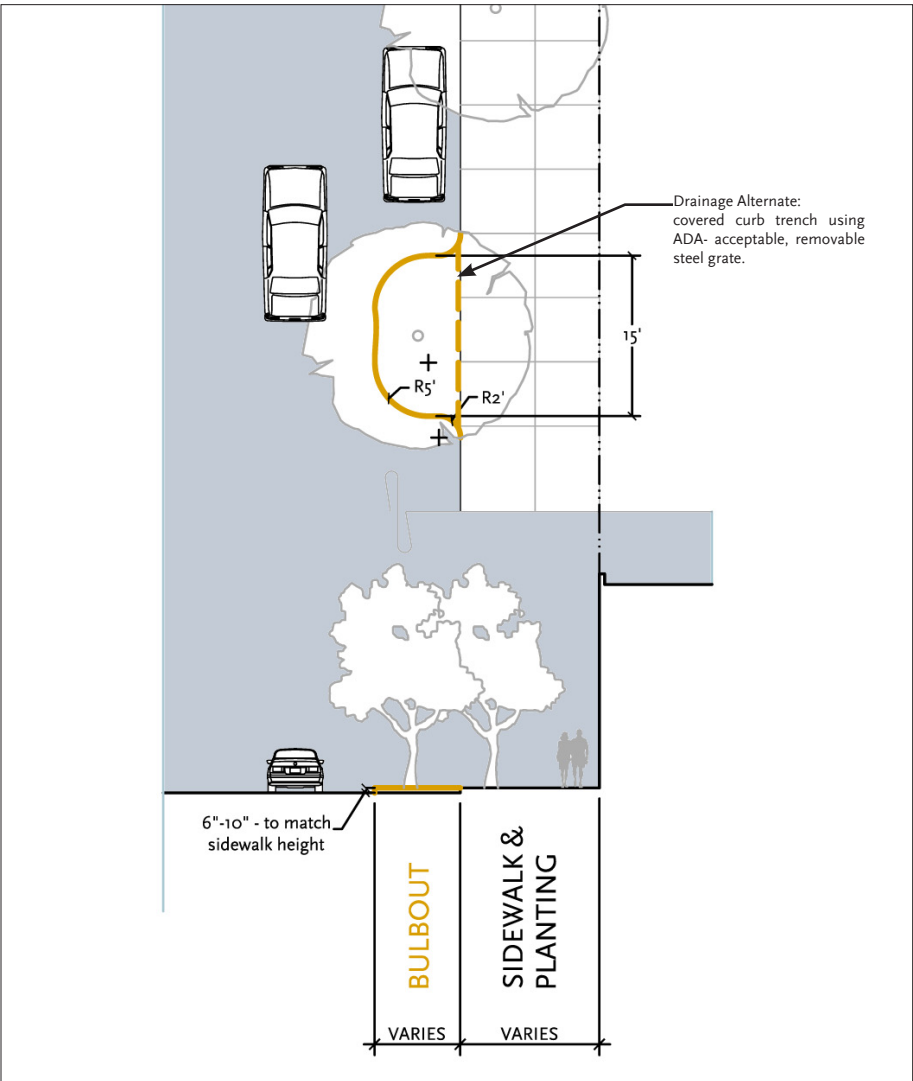 Drainage Alternate:
covered curb trench using
ADA- acceptable, removable
steel grate.
15'
R5'
R2'
6"-10" - to match
sidewalk height
BULBOUT
SIDEWALK &
PLANTING
VARIES
VARIES